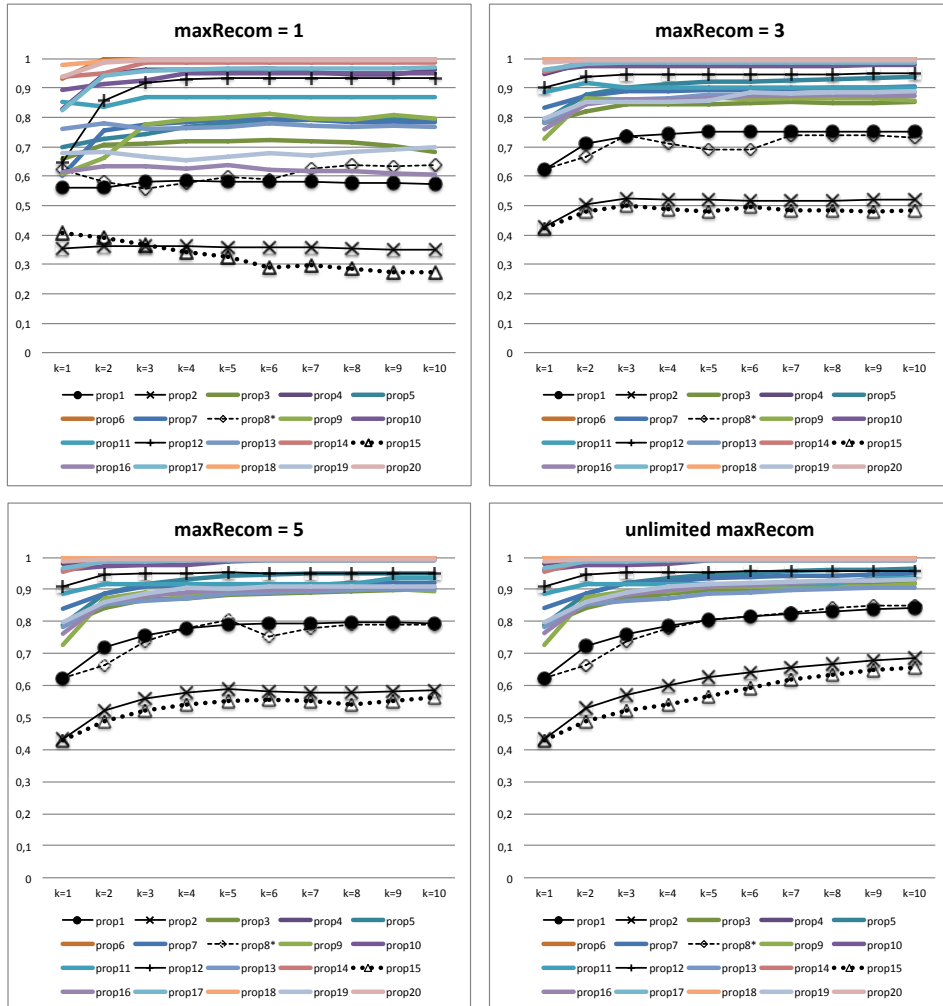 maxRecom = 1
1
0,9
0,8
0,7
0,6
0,5
0,4
0,3
0,2
0,1
0
k=1 k=2 k=3 k=4 k=5 k=6 k=7 k=8 k=9 k=10
prop1 prop2 prop3 prop4 prop5
prop6 prop7 prop8* prop9 prop10
prop11 prop12 prop13 prop14 prop15
prop16 prop17 prop18 prop19 prop20
maxRecom = 3
1
0,9
0,8
0,7
0,6
0,5
0,4
0,3
0,2
0,1
0
k=1 k=2 k=3 k=4 k=5 k=6 k=7 k=8 k=9 k=10
prop1 prop2 prop3 prop4 prop5
prop6 prop7 prop8* prop9 prop10
prop11 prop12 prop13 prop14 prop15
prop16 prop17 prop18 prop19 prop20
maxRecom = 5
1
0,9
0,8
0,7
0,6
0,5
0,4
0,3
0,2
0,1
0
k=1 k=2 k=3 k=4 k=5 k=6 k=7 k=8 k=9 k=10
prop1 prop2 prop3 prop4 prop5
prop6 prop7 prop8* prop9 prop10
prop11 prop12 prop13 prop14 prop15
prop16 prop17 prop18 prop19 prop20
unlimited maxRecom
1
0,9
0,8
0,7
0,6
0,5
0,4
0,3
0,2
0,1
0
k=1 k=2 k=3 k=4 k=5 k=6 k=7 k=8 k=9 k=10
prop1 prop2 prop3 prop4 prop5
prop6 prop7 prop8* prop9 prop10
prop11 prop12 prop13 prop14 prop15
prop16 prop17 prop18 prop19 prop20